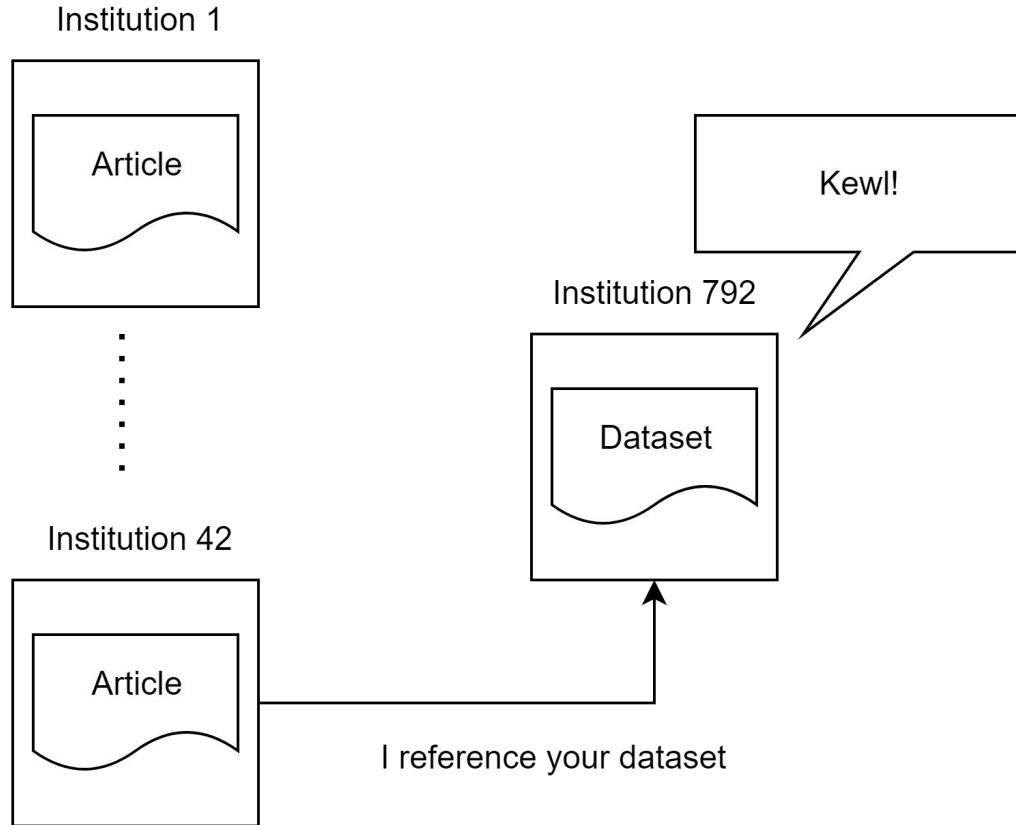 Institution 1
Article
Kewl!
Institution 792
Dataset
Institution 42
Article
I reference your dataset